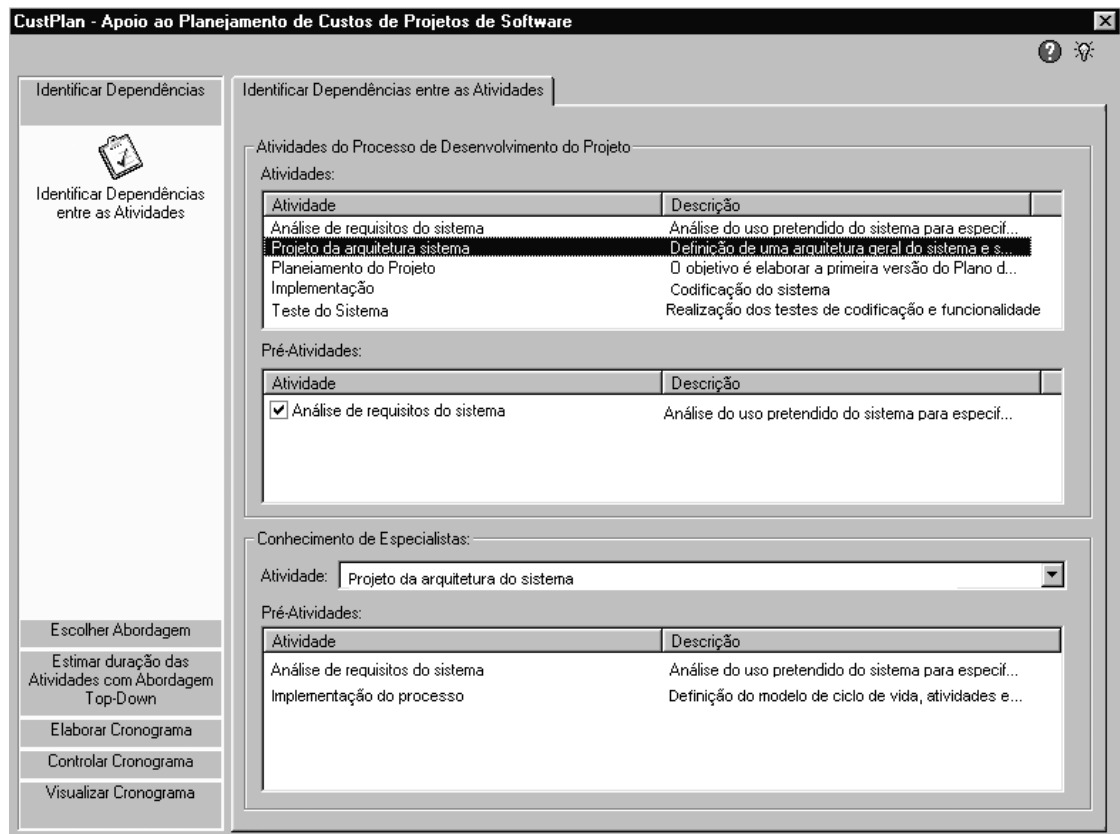 CustPlan - Apoio ao Planejamento de Custos de Projetos de Software
Identificar Dependências
Identificar Dependências
entre as Atividades
Escolher Abordagem
Estimar duração das
Atividades com Abordagem
Top-Down
Elaborar Cronograma
Controlar Cronograma
Visualizar Cronograma
Identificar Dependências entre as Atividades
Atividades do Processo de Desenvolvimento do Projeto
Atividades:
Atividade Descrição
Análise de requisitos do sistema Análise do uso pretendido do sistema para especif...
Projeto da arquitetura sistema Definição de uma arquitetura geral do sistema e s...
Planejamento do Projeto O objetivo é elaborar a primeira versão do Plano d...
Implementação Codificação do sistema
Teste do Sistema Realização dos testes de codificação e funcionalidade
Pré-Atividades:
Atividade Descrição
Análise de requisitos do sistema Análise do uso pretendido do sistema para especif...
Conhecimento de Especialistas:
Atividade: Projeto da arquitetura do sistema
Pré-Atividades:
Atividade Descrição
Análise de requisitos do sistema Análise do uso pretendido do sistema para especif...
Implementação do processo Definição do modelo de ciclo de vida, atividades e...